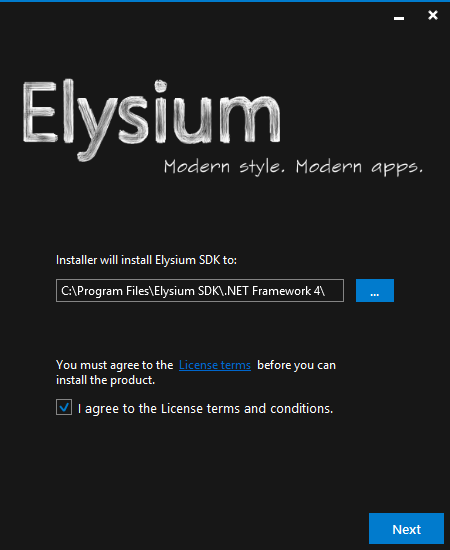 Elysium
Modern style. Modern apps.
Installer will install Elysium SDK to:
C:\Program Files\Elysium SDK\.NET Framework 4\
...
You must agree to the License terms before you can
install the product.
I agree to the License terms and conditions.
Next